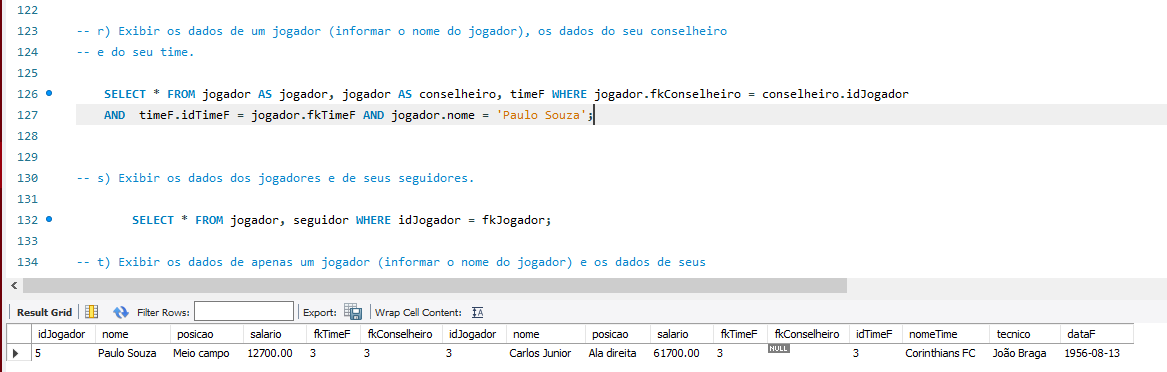 122
123 -- r) Exibir os dados de um jogador (informar o nome do jogador), os dados do seu conselheiro
124 -- e do seu time.
125
126 SELECT * FROM jogador AS jogador, jogador AS conselheiro, timeF WHERE jogador.fkConselheiro = conselheiro.idJogador
127 AND timeF.idTimeF = jogador.fkTimeF AND jogador.nome = 'Paulo Souza';
128
129
130 -- s) Exibir os dados dos jogadores e de seus seguidores.
131
132 SELECT * FROM jogador, seguidor WHERE idJogador = fkJogador;
133
134 -- t) Exibir os dados de apenas um jogador (informar o nome do jogador) e os dados de seus
Result Grid Filter Rows: Export: Wrap Cell Content: IA
idJogador nome posicao salario fkTimeF fkConselheiro idJogador nome posicao salario fkTimeF fkConselheiro idTimeF nomeTime tecnico dataF
5 Paulo Souza Meio campo 12700.00 3 3 3 Carlos Junior Ala direita 61700.00 3 NULL 3 Corinthians FC João Braga 1956-08-13